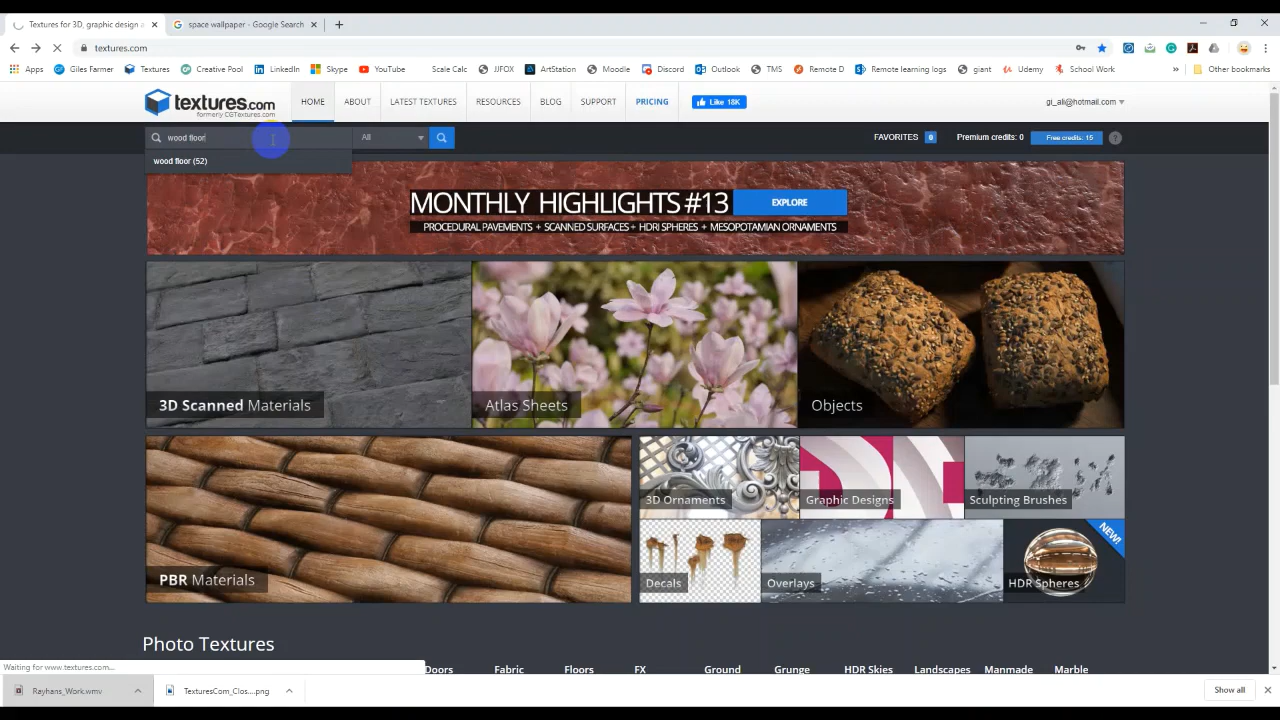 Textures for 3D, graphic design a
space wallpaper - Google Search
textures.com
Apps
Giles Farmer
Textures
Creative Pool
LinkedIn
Skype
YouTube
Scale Calc
JJFOX
ArtStation
Moodle
Discord
Outlook
TMS
Remote D
Remote learning logs
giant
Udemy
School Work
»
Other bookmarks
textures.com
formerly CGTextures.com
HOME
ABOUT
LATEST TEXTURES
RESOURCES
BLOG
SUPPORT
PRICING
Like 18K
gi_ali@hotmail.com
wood floor
All
FAVORITES 0
Premium credits: 0
Free credits: 15
?
wood floor (52)
MONTHLY HIGHLIGHTS #13
EXPLORE
PROCEDURAL PAVEMENTS + SCANNED SURFACES + HDRI SPHERES + MESOPOTAMIAN ORNAMENTS
3D Scanned Materials
Atlas Sheets
Objects
PBR Materials
3D Ornaments
Graphic Designs
Sculpting Brushes
Decals
Overlays
HDR Spheres
NEW!
Photo Textures
Waiting for www.textures.com...
Doors
Fabric
Floors
FX
Ground
Grunge
HDR Skies
Landscapes
Manmade
Marble
Rayhans_Work.wmv
TexturesCom_Clos....png
Show all